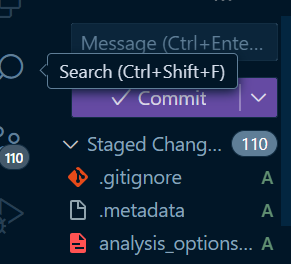 Message (Ctrl+Ente...
Search (Ctrl+Shift+F)
Commit
110
Staged Chang... 110
.gitignore A
.metadata A
analysis_options... A